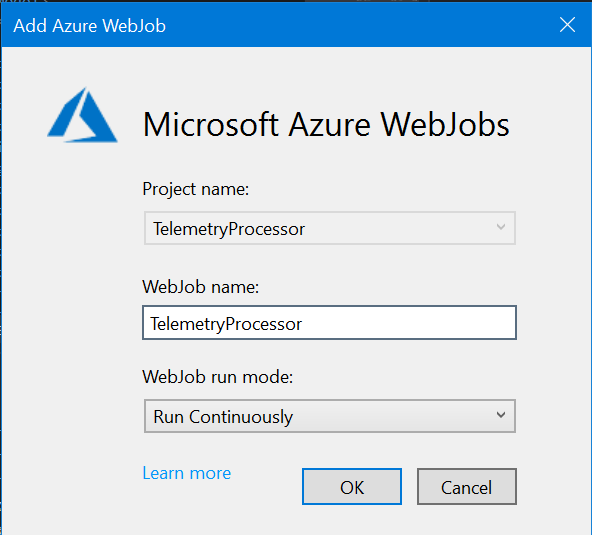 Add Azure WebJob
Microsoft Azure WebJobs
Project name:
TelemetryProcessor
WebJob name:
TelemetryProcessor
WebJob run mode:
Run Continuously
Learn more
OK
Cancel